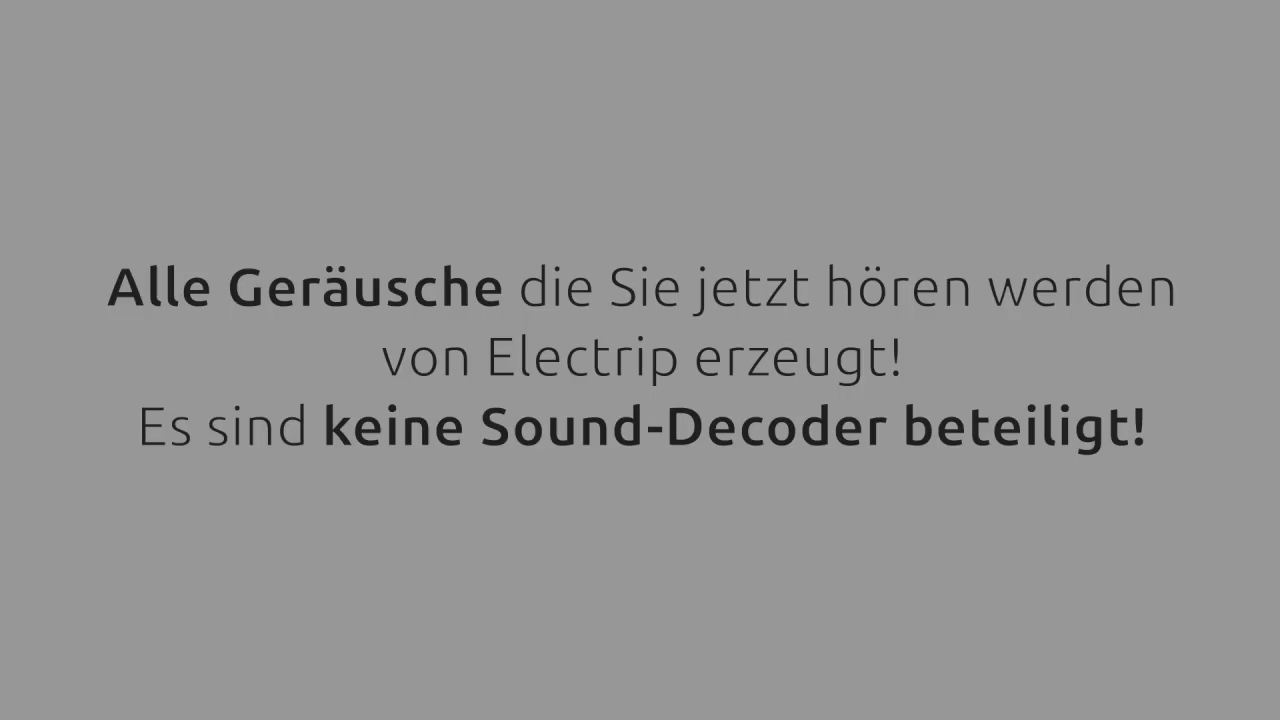 Alle Geräusche die Sie jetzt hören werden
von Electrip erzeugt!
Es sind keine Sound-Decoder beteiligt!